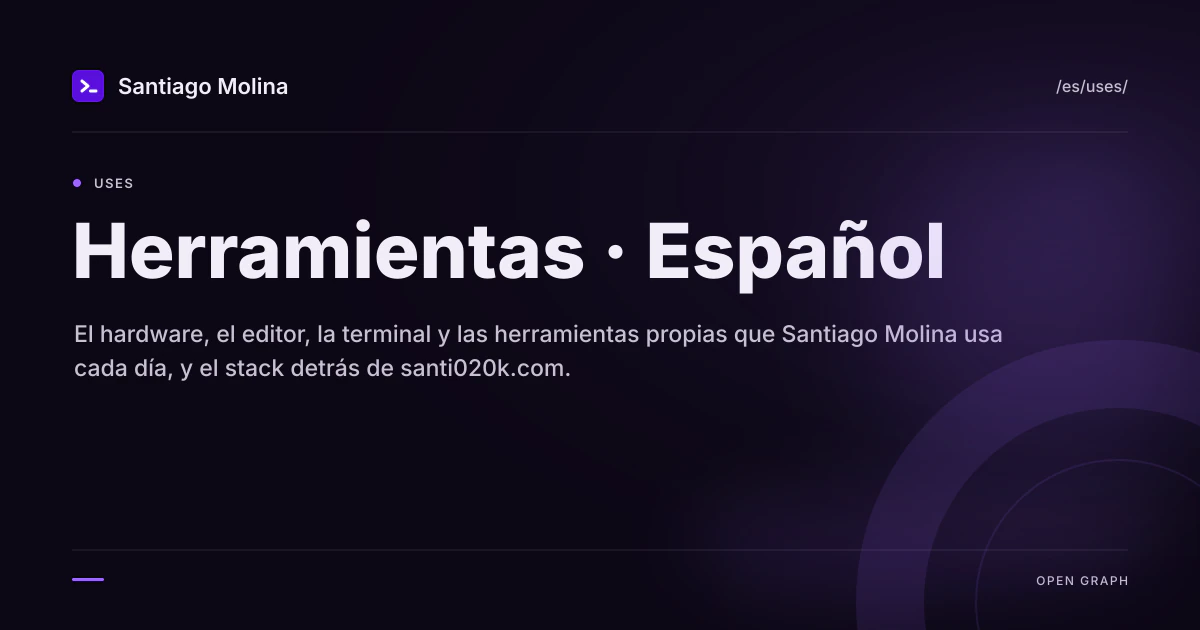 Santiago Molina
/es/uses/
USES
Herramientas · Español
El hardware, el editor, la terminal y las herramientas propias que Santiago Molina usa
cada día, y el stack detrás de santi020k.com.
OPEN GRAPH